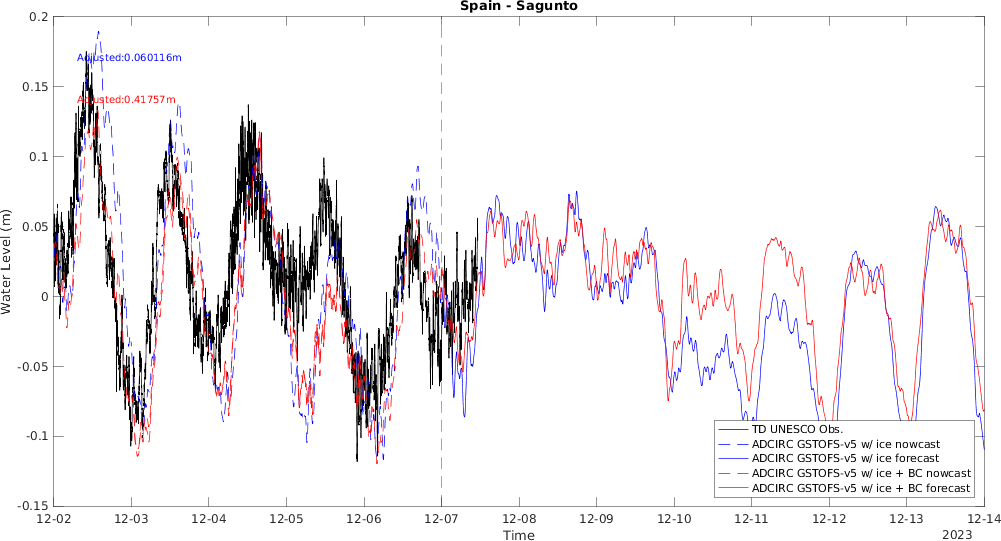 Spain - Sagunto
Water Level (m)
0.2
0.15
0.1
0.05
0
-0.05
-0.1
-0.15
Adjusted:0.060116m
Adjusted:0.41757m
TD UNESCO Obs.
ADCIRC GSTOFS-v5 w/ ice nowcast
ADCIRC GSTOFS-v5 w/ ice forecast
ADCIRC GSTOFS-v5 w/ ice + BC nowcast
ADCIRC GSTOFS-v5 w/ ice + BC forecast
12-02 12-03 12-04 12-05 12-06 12-07 12-08 12-09 12-10 12-11 12-12 12-13 12-14
Time
2023